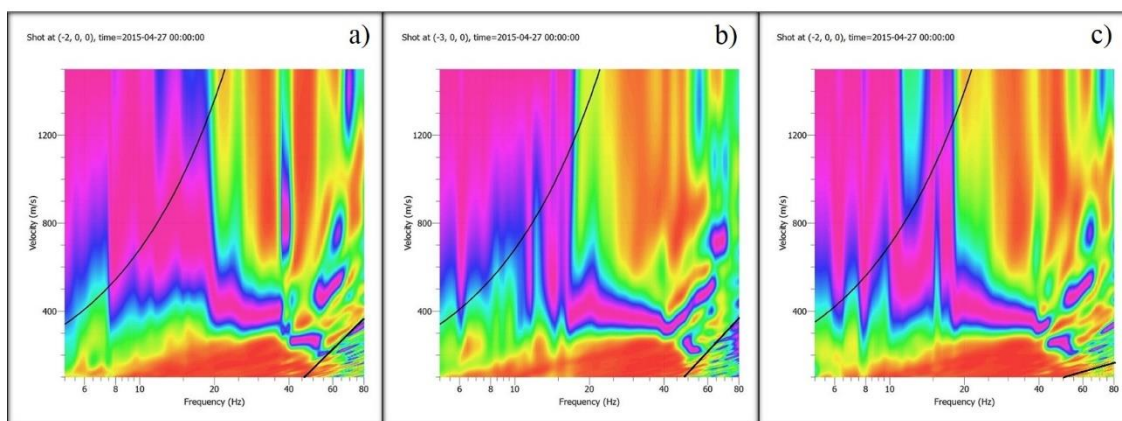 Shot at (-2, 0, 0), time=2015-04-27 00:00:00
a)
Velocity (m/s)
1200
800
400
6 8 10 20 40 60 80
Frequency (Hz)
Shot at (-3, 0, 0), time=2015-04-27 00:00:00
b)
Velocity (m/s)
1200
800
400
6 8 10 20 40 60 80
Frequency (Hz)
Shot at (-2, 0, 0), time=2015-04-27 00:00:00
c)
Velocity (m/s)
1200
800
400
6 8 10 20 40 60 80
Frequency (Hz)